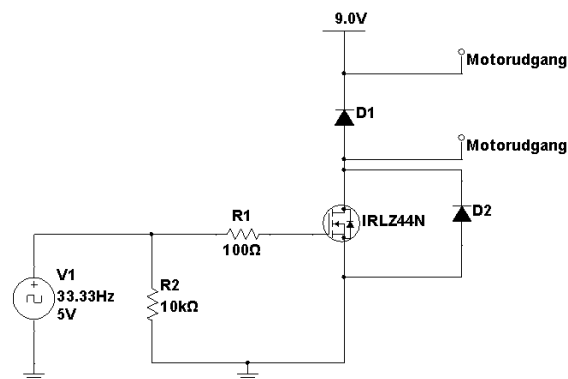 9.0V
Motorudgang
D1
Motorudgang
IRLZ44N
D2
R1
100Ω
V1
33.33Hz
5V
R2
10kΩ